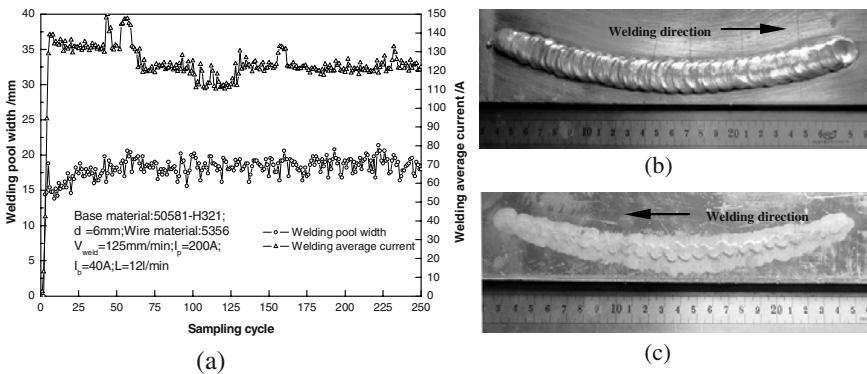 (a)
40
35
30
25
20
15
10
5
0
Welding pool width /mm
150
140
130
120
110
100
90
80
70
60
50
40
30
20
10
0
Welding average current /A
Base material:50581-H321;
d =6mm;Wire material:5356
Vweld=125mm/min;Ip=200A;
Ib=40A;L=12l/min
Welding pool width
Welding average current
0 25 50 75 100 125 150 175 200 225 250
Sampling cycle
(a)
Welding direction
(b)
Welding direction
(c)